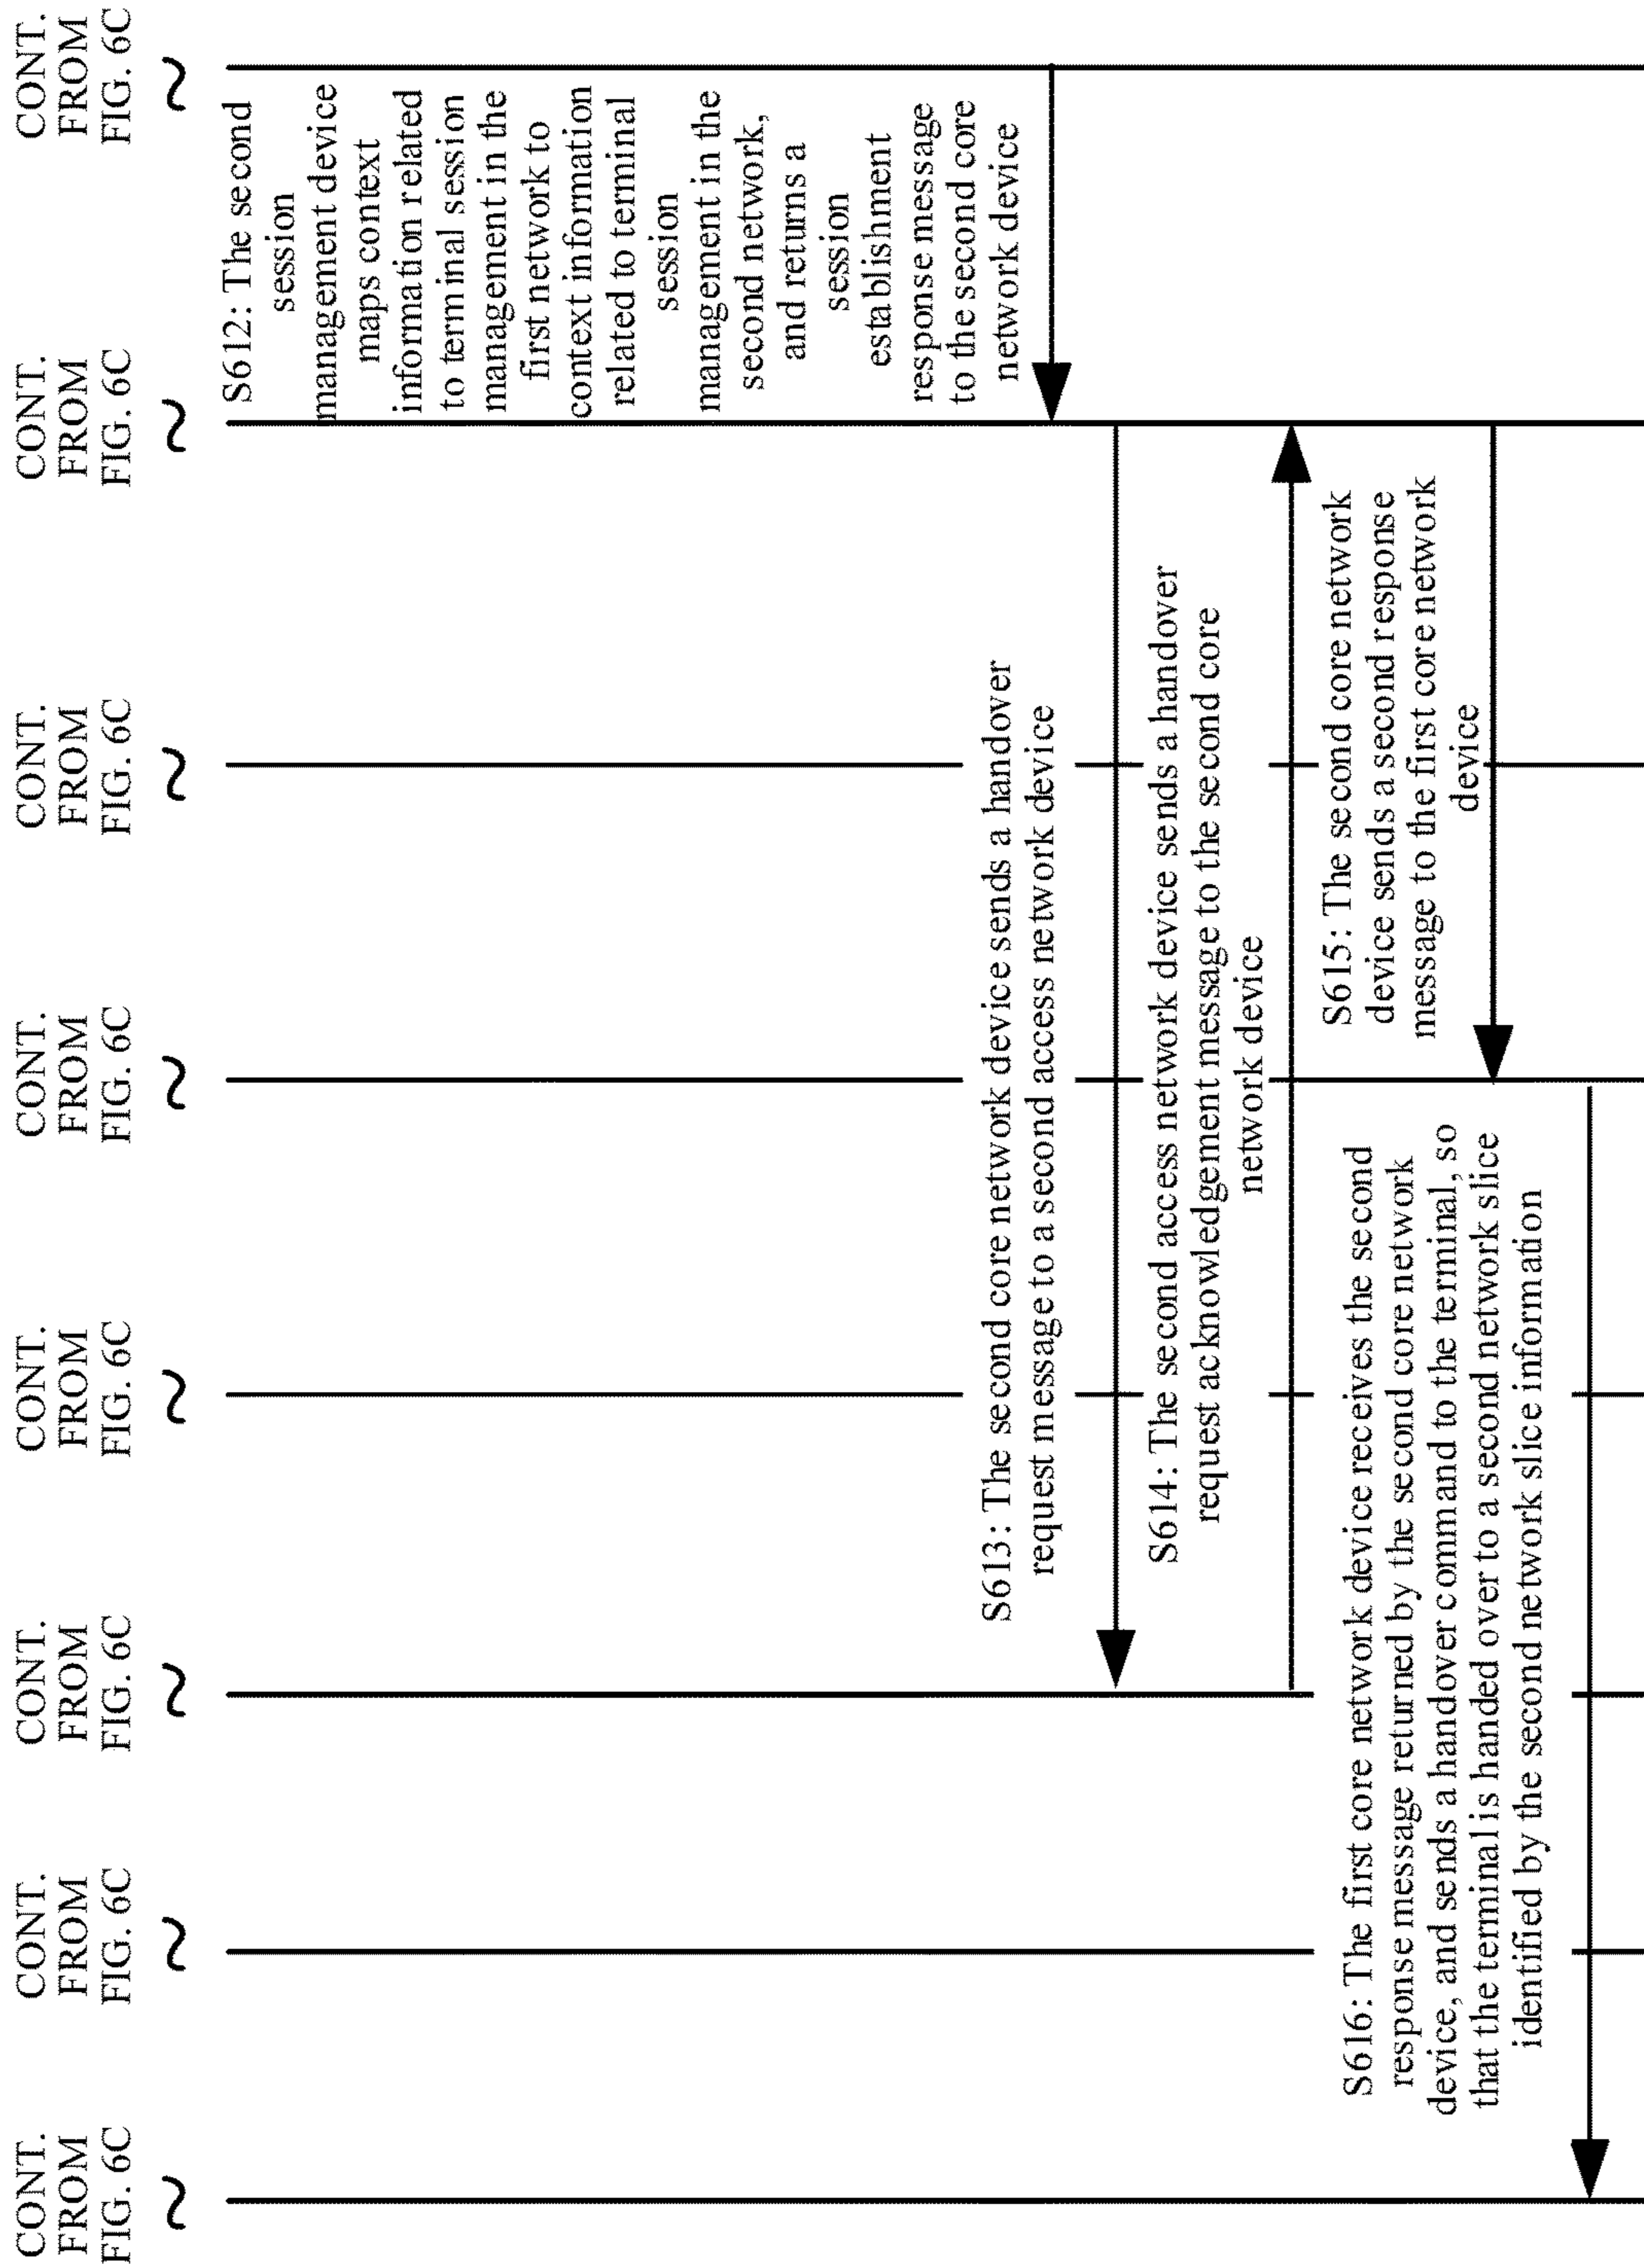 CONT.
FROM
FIG. 6C
CONT.
FROM
FIG. 6C
CONT.
FROM
FIG. 6C
CONT.
FROM
FIG. 6C
CONT.
FROM
FIG. 6C
CONT.
FROM
FIG. 6C
CONT.
FROM
FIG. 6C
CONT.
FROM
FIG. 6C
S612: The second
session
management device
maps context
information related
to terminal session
management in the
first network to
context information
related to terminal
session
management in the
second network,
and returns a
session
establishment
response message
to the second core
network device
S613: The second core network device sends a handover
request message to a second access network device
S614: The second access network device sends a handover
request acknowledgement message to the second core
network device
S615: The second core network
device sends a second response
message to the first core network
device
S616: The first core network device receives the second
response message returned by the second core network
device, and sends a handover command to the terminal, so
that the terminal is handed over to a second network slice
identified by the second network slice information